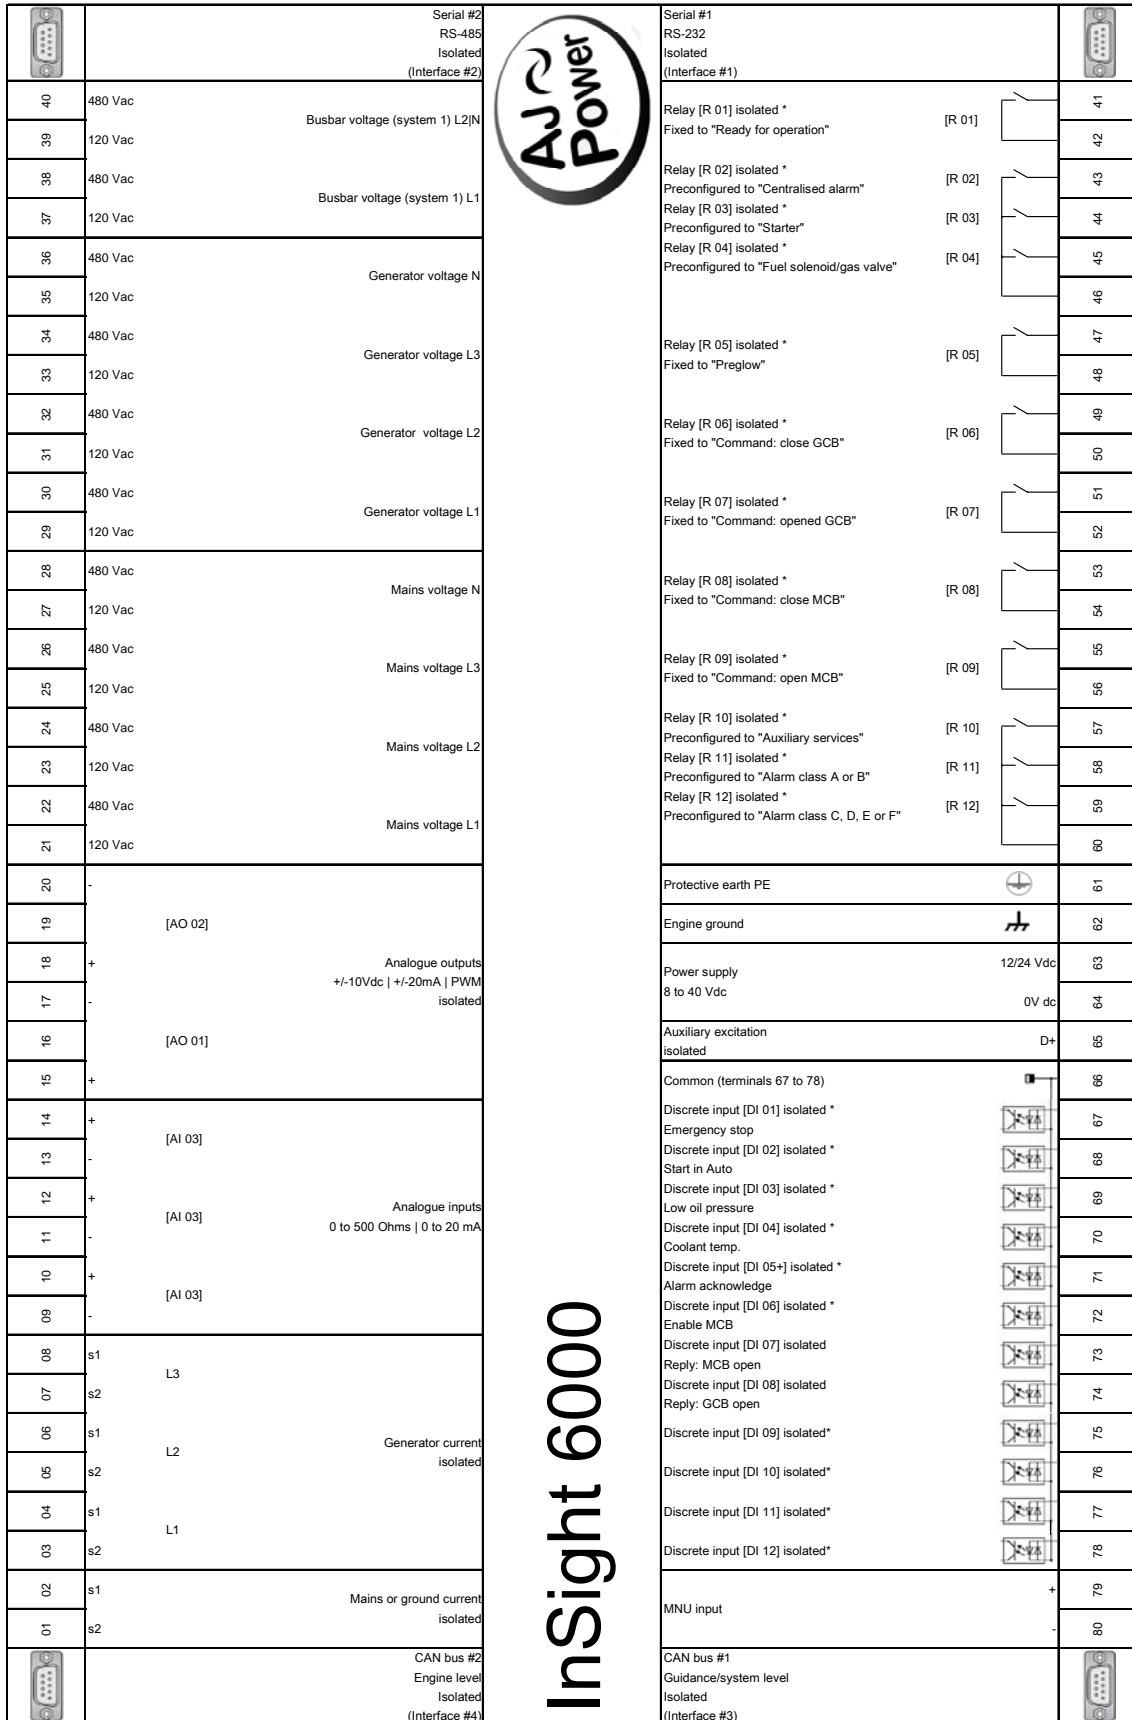 Serial #2
RS-485
Isolated
(Interface #2)
40
480 Vac
Busbar voltage (system 1) L2|N
39
120 Vac
38
480 Vac
Busbar voltage (system 1) L1
37
120 Vac
36
480 Vac
Generator voltage N
35
120 Vac
34
480 Vac
Generator voltage L3
33
120 Vac
32
480 Vac
Generator  voltage L2
31
120 Vac
30
480 Vac
Generator voltage L1
29
120 Vac
28
480 Vac
Mains voltage N
27
120 Vac
26
480 Vac
Mains voltage L3
25
120 Vac
24
480 Vac
Mains voltage L2
23
120 Vac
22
480 Vac
Mains voltage L1
21
120 Vac
20
-
19
[AO 02]
18
+
Analogue outputs
+/-10Vdc | +/-20mA | PWM
17
-
isolated
16
[AO 01]
15
+
14
+
[AI 03]
13
-
12
+
Analogue inputs
[AI 03]
0 to 500 Ohms | 0 to 20 mA
11
-
10
+
[AI 03]
09
-
08
s1
L3
07
s2
06
s1
Generator current
L2
isolated
05
s2
04
s1
L1
03
s2
02
s1
Mains or ground current
isolated
01
s2
CAN bus #2
Engine level
Isolated
(Interface #4)
AJ
Power
InSight 6000
Serial #1
RS-232
Isolated
(Interface #1)
Relay [R 01] isolated *
Fixed to "Ready for operation"
[R 01]
41
42
Relay [R 02] isolated *
Preconfigured to "Centralised alarm"
[R 02]
43
Relay [R 03] isolated *
Preconfigured to "Starter"
[R 03]
44
Relay [R 04] isolated *
Preconfigured to "Fuel solenoid/gas valve"
[R 04]
45
46
Relay [R 05] isolated *
Fixed to "Preglow"
[R 05]
47
48
Relay [R 06] isolated *
Fixed to "Command: close GCB"
[R 06]
49
50
Relay [R 07] isolated *
Fixed to "Command: opened GCB"
[R 07]
51
52
Relay [R 08] isolated *
Fixed to "Command: close MCB"
[R 08]
53
54
Relay [R 09] isolated *
Fixed to "Command: open MCB"
[R 09]
55
56
Relay [R 10] isolated *
Preconfigured to "Auxiliary services"
[R 10]
57
Relay [R 11] isolated *
Preconfigured to "Alarm class A or B"
[R 11]
58
Relay [R 12] isolated *
Preconfigured to "Alarm class C, D, E or F"
[R 12]
59
60
Protective earth PE
61
Engine ground
62
Power supply
8 to 40 Vdc
12/24 Vdc
63
0V dc
64
Auxiliary excitation
isolated
D+
65
Common (terminals 67 to 78)
66
Discrete input [DI 01] isolated *
Emergency stop
67
Discrete input [DI 02] isolated *
Start in Auto
68
Discrete input [DI 03] isolated *
Low oil pressure
69
Discrete input [DI 04] isolated *
Coolant temp.
70
Discrete input [DI 05+] isolated *
Alarm acknowledge
71
Discrete input [DI 06] isolated *
Enable MCB
72
Discrete input [DI 07] isolated
Reply: MCB open
73
Discrete input [DI 08] isolated
Reply: GCB open
74
Discrete input [DI 09] isolated*
75
Discrete input [DI 10] isolated*
76
Discrete input [DI 11] isolated*
77
Discrete input [DI 12] isolated*
78
MNU input
+
79
-
80
CAN bus #1
Guidance/system level
Isolated
(Interface #3)